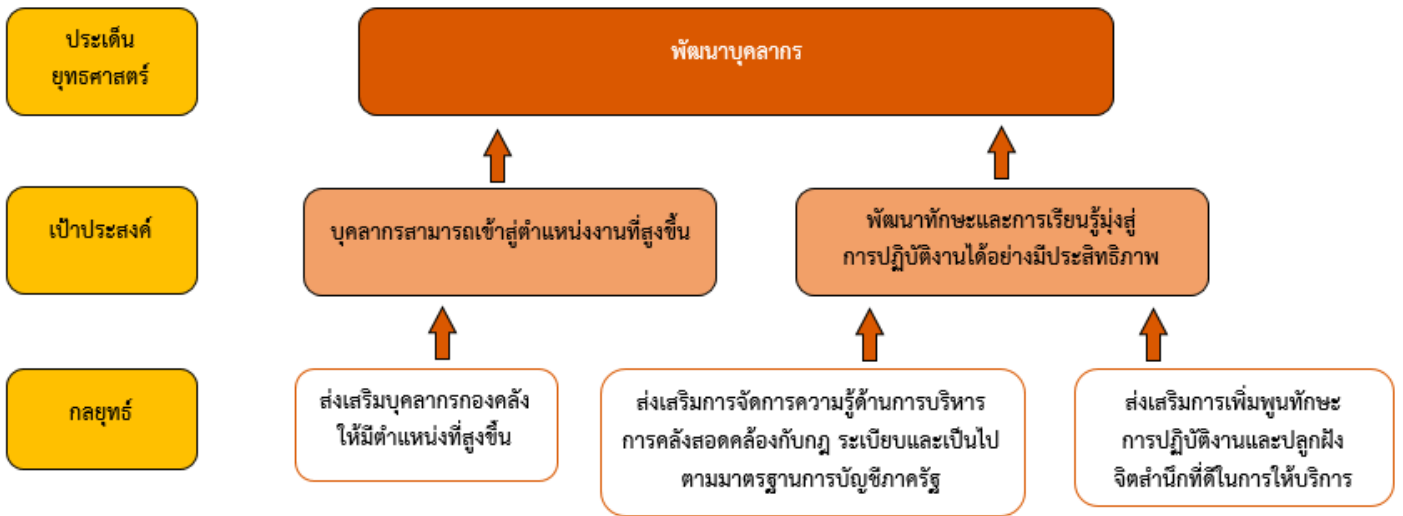 ประเด็น
ยุทธศาสตร์
พัฒนาบุคลากร
เป้าประสงค์
บุคลากรสามารถเข้าสู่ตำแหน่งงานที่สูงขึ้น
พัฒนาทักษะและการเรียนรู้มุ่งสู่
การปฏิบัติงานได้อย่างมีประสิทธิภาพ
กลยุทธ์
ส่งเสริมบุคลากรกองคลัง
ให้มีตำแหน่งที่สูงขึ้น
ส่งเสริมการจัดการความรู้ด้านการบริหาร
การคลังสอดคล้องกับกฎ ระเบียบและเป็นไป
ตามมาตรฐานการบัญชีภาครัฐ
ส่งเสริมการเพิ่มพูนทักษะ
การปฏิบัติงานและปลูกฝัง
จิตสำนึกที่ดีในการให้บริการ